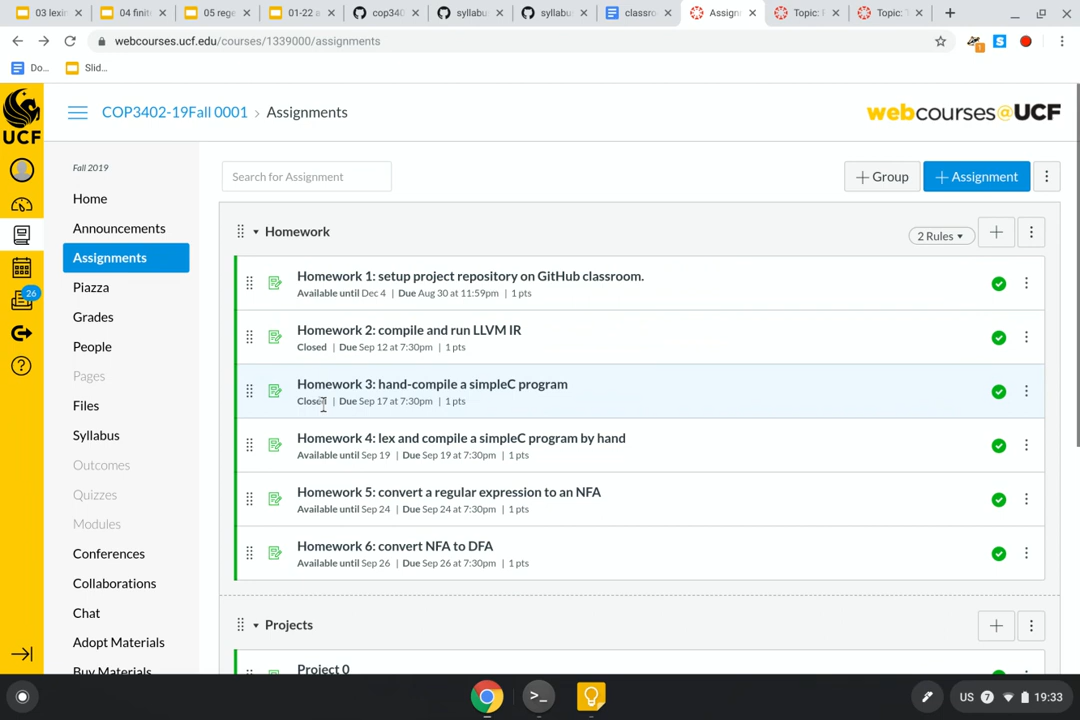 03 lexin
04 finite
05 rege
01-22 a
cop340
syllabu
syllabu
classro
Assignm
Topic:
Topic:
webcourses.ucf.edu/courses/1339000/assignments
1
S
Do...
Slid...
UCF
COP3402-19Fall 0001 › Assignments
webcourses@UCF
Fall 2019
Home
Announcements
Assignments
Piazza
Grades
People
Pages
Files
Syllabus
Outcomes
Quizzes
Modules
Conferences
Collaborations
Chat
Adopt Materials
Buy Materials
26
Search for Assignment
+ Group
+ Assignment
Homework
2 Rules
Homework 1: setup project repository on GitHub classroom.
Available until Dec 4 | Due Aug 30 at 11:59pm | 1 pts
Homework 2: compile and run LLVM IR
Closed | Due Sep 12 at 7:30pm | 1 pts
Homework 3: hand-compile a simpleC program
Closed | Due Sep 17 at 7:30pm | 1 pts
Homework 4: lex and compile a simpleC program by hand
Available until Sep 19 | Due Sep 19 at 7:30pm | 1 pts
Homework 5: convert a regular expression to an NFA
Available until Sep 24 | Due Sep 24 at 7:30pm | 1 pts
Homework 6: convert NFA to DFA
Available until Sep 26 | Due Sep 26 at 7:30pm | 1 pts
Projects
Project 0
US 7 19:33